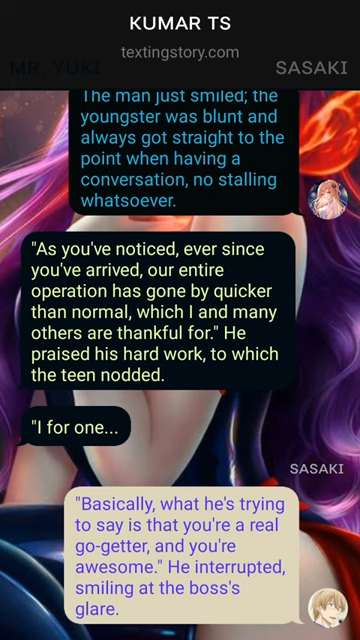 KUMAR TS
textingstory.com
MR. YUKI
SASAKI
The man just smiled; the
youngster was blunt and
always got straight to the
point when having a
conversation, no stalling
whatsoever.
"As you've noticed, ever since
you've arrived, our entire
operation has gone by quicker
than normal, which I and many
others are thankful for." He
praised his hard work, to which
the teen nodded.
"I for one...
SASAKI
"Basically, what he's trying
to say is that you're a real
go-getter, and you're
awesome." He interrupted,
smiling at the boss's
glare.